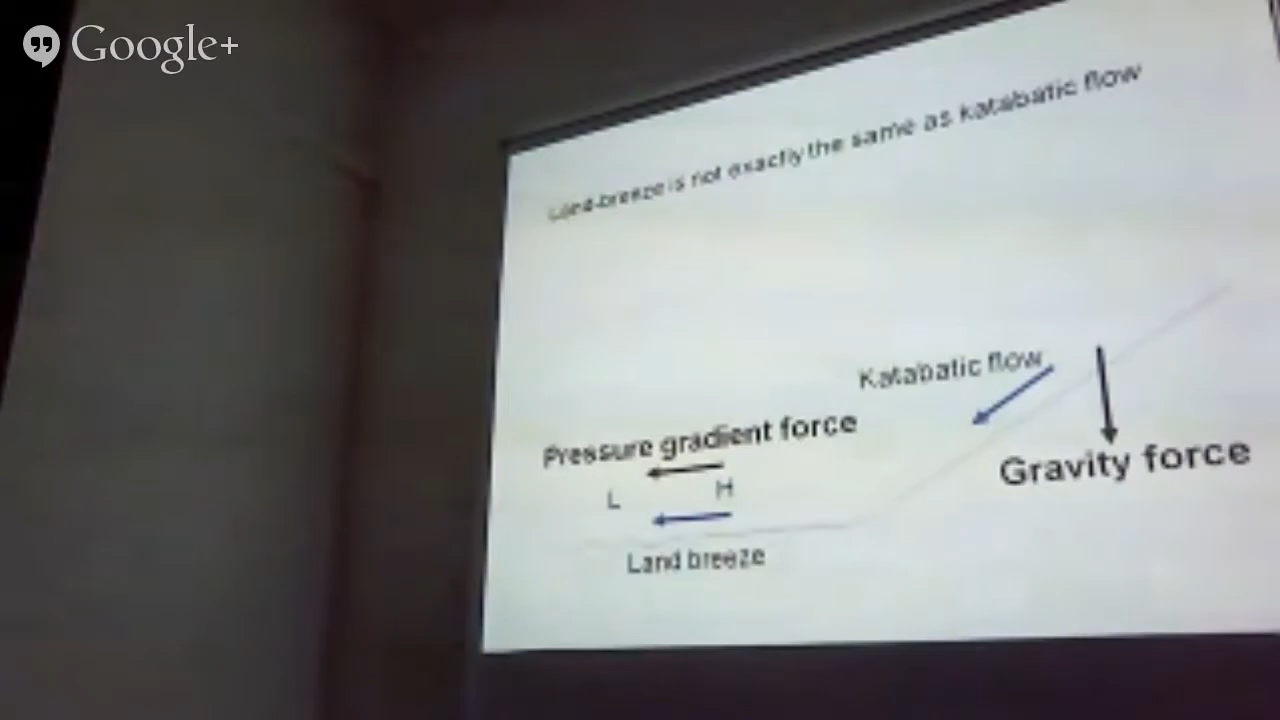 Google+
Land-breeze is not exactly the same as katabatic flow
Katabatic flow
Pressure gradient force
Gravity force
L H
Land breeze